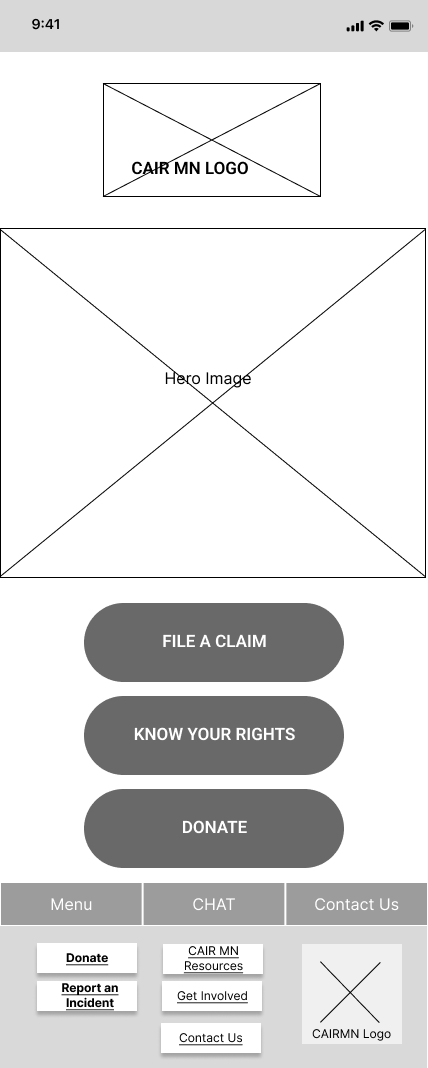 9:41
CAIR MN LOGO
Hero Image
FILE A CLAIM
KNOW YOUR RIGHTS
DONATE
Menu
CHAT
Contact Us
Donate
Report an
Incident
CAIR MN
Resources
Get Involved
Contact Us
CAIRMN Logo